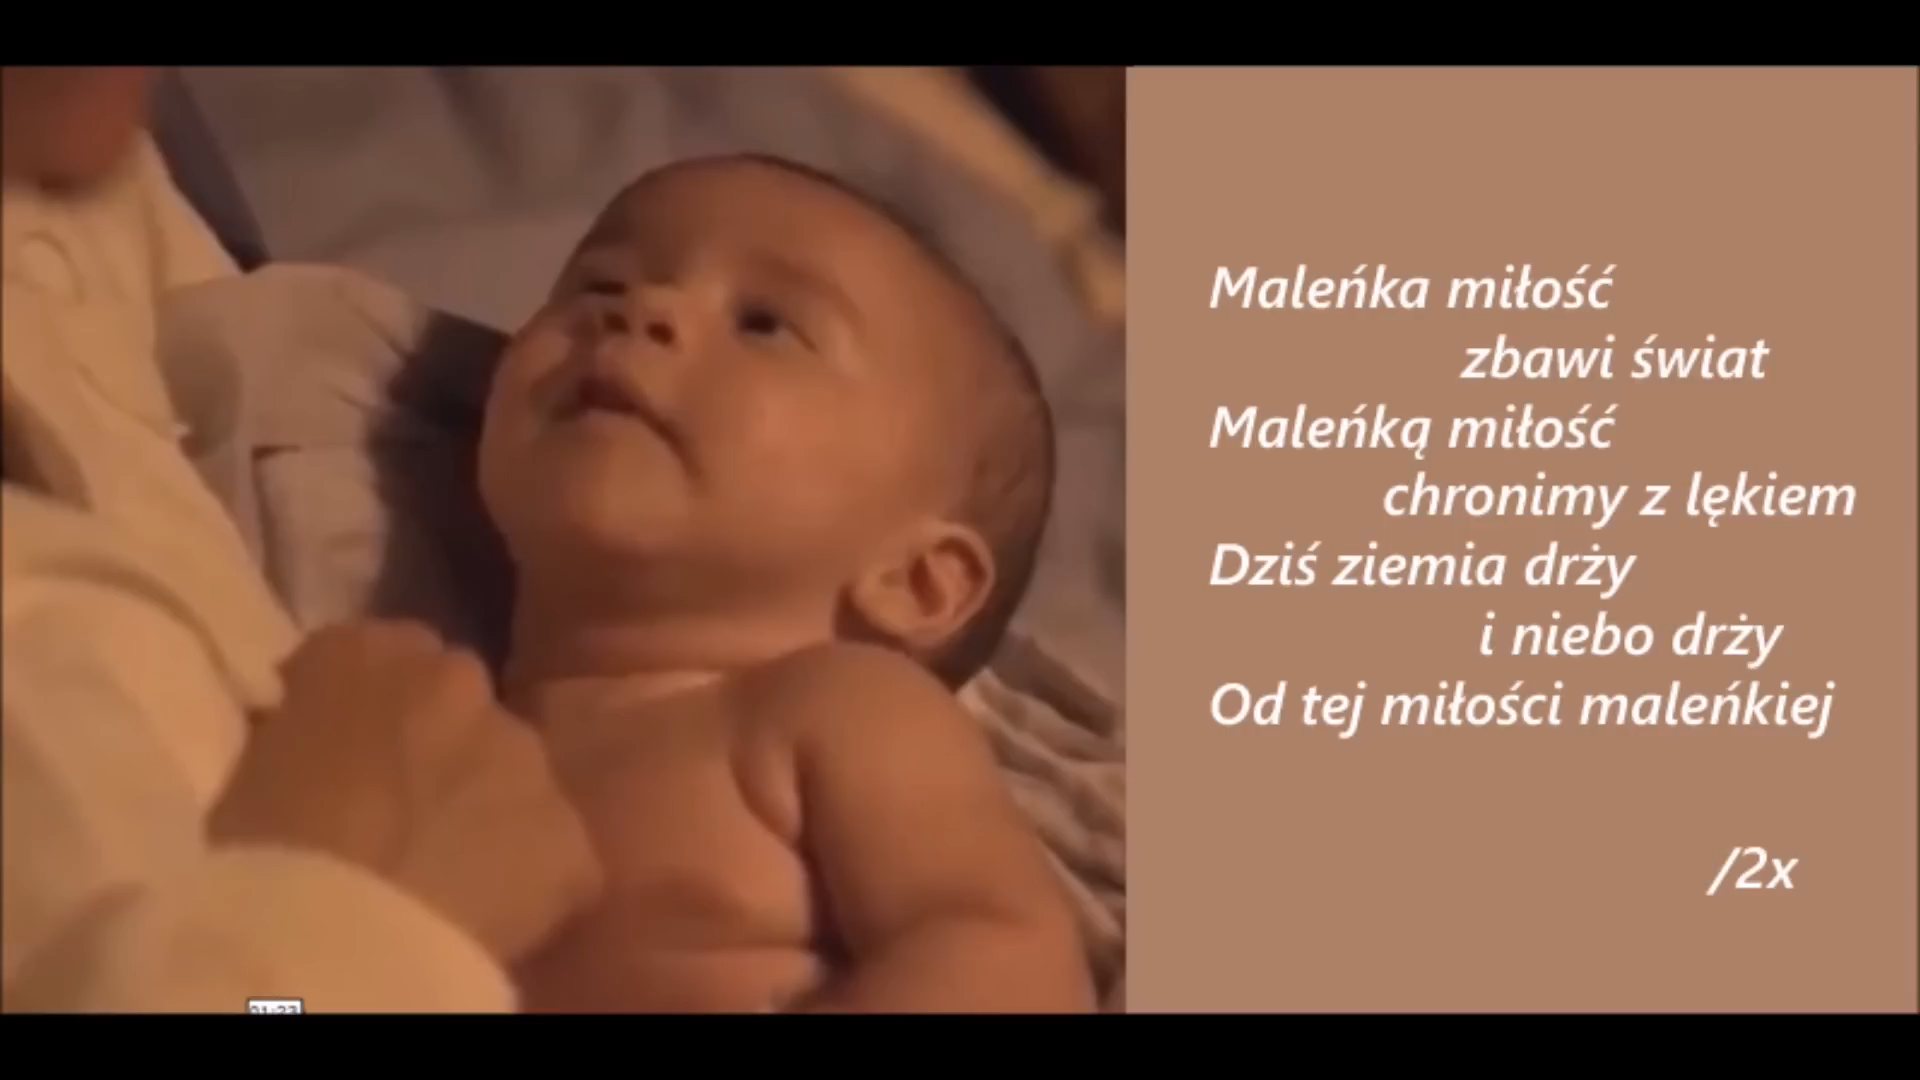 Maleńka miłość
zbawi świat
Maleńką miłość
chronimy z lękiem
Dziś ziemia drży
i niebo drży
Od tej miłości maleńkiej
/2x